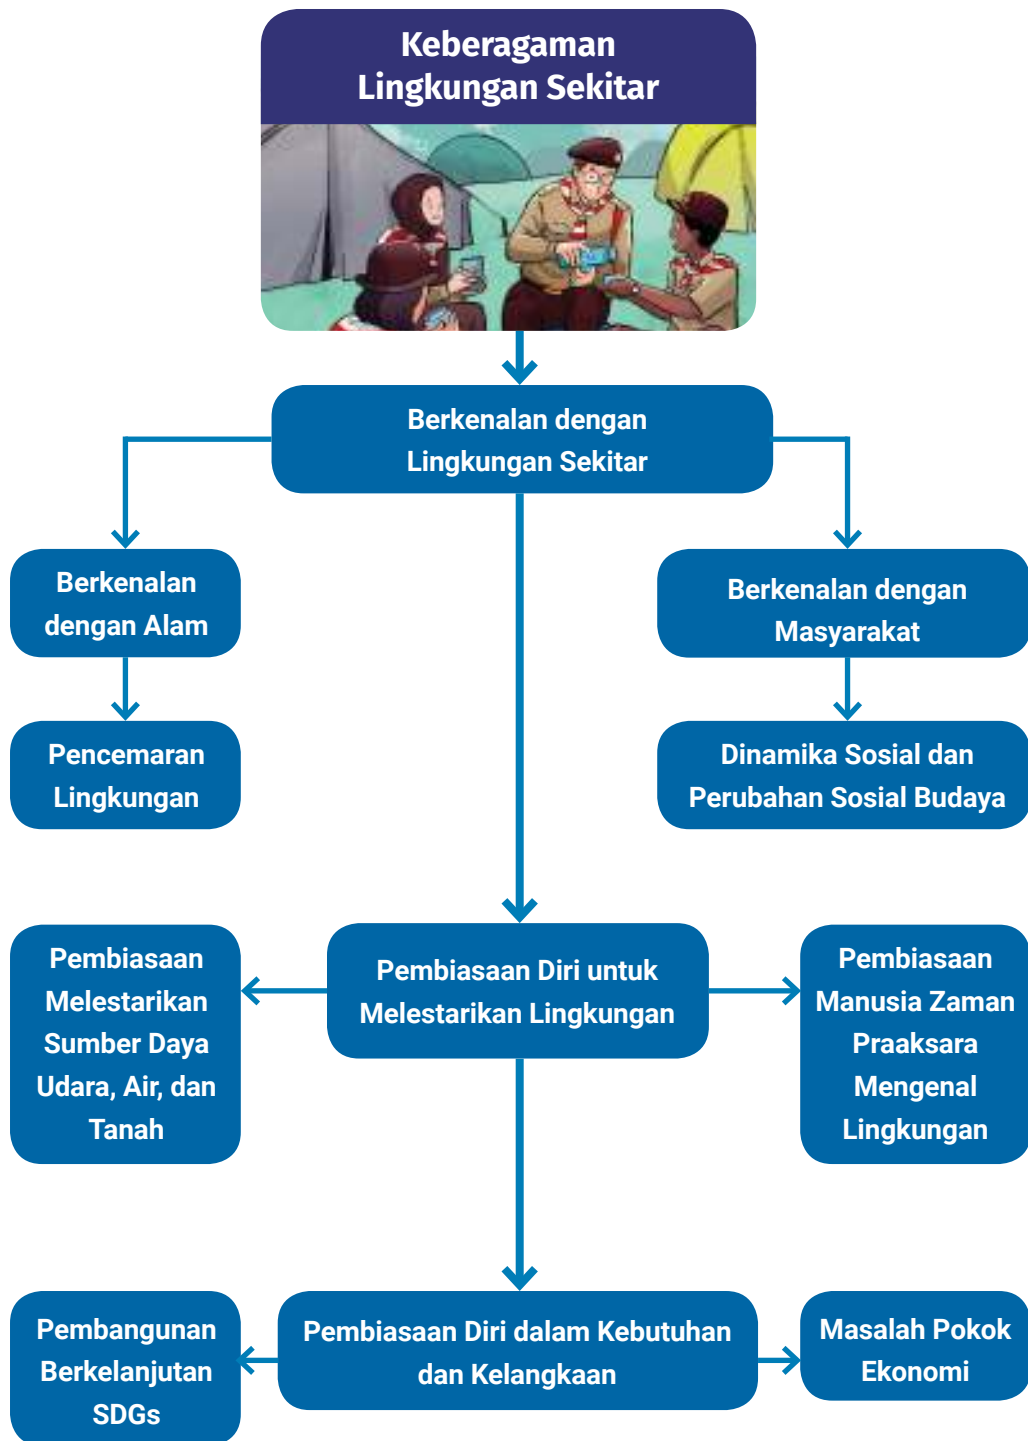 Keberagaman
Lingkungan Sekitar
Berkenalan dengan
Lingkungan Sekitar
Berkenalan
dengan Alam
Berkenalan dengan
Masyarakat
Pencemaran
Lingkungan
Dinamika Sosial dan
Perubahan Sosial Budaya
Pembiasaan
Melestarikan
Sumber Daya
Udara, Air, dan
Tanah
Pembiasaan Diri untuk
Melestarikan Lingkungan
Pembiasaan
Manusia Zaman
Praaksara
Mengenal
Lingkungan
Pembangunan
Berkelanjutan
SDGs
Pembiasaan Diri dalam Kebutuhan
dan Kelangkaan
Masalah Pokok
Ekonomi